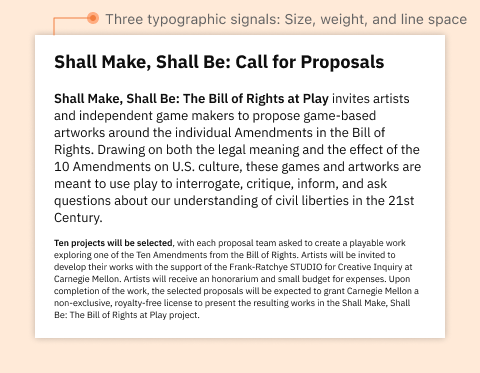 Three typographic signals: Size, weight, and line space
Shall Make, Shall Be: Call for Proposals
Shall Make, Shall Be: The Bill of Rights at Play invites artists
and independent game makers to propose game-based
artworks around the individual Amendments in the Bill of
Rights. Drawing on both the legal meaning and the effect of the
10 Amendments on U.S. culture, these games and artworks are
meant to use play to interrogate, critique, inform, and ask
questions about our understanding of civil liberties in the 21st
Century.
Ten projects will be selected, with each proposal team asked to create a playable work
exploring one of the Ten Amendments from the Bill of Rights. Artists will be invited to
develop their works with the support of the Frank-Ratchye STUDIO for Creative Inquiry at
Carnegie Mellon. Artists will receive an honorarium and small budget for expenses. Upon
completion of the work, the selected proposals will be expected to grant Carnegie Mellon a
non-exclusive, royalty-free license to present the resulting works in the Shall Make, Shall
Be: The Bill of Rights at Play project.